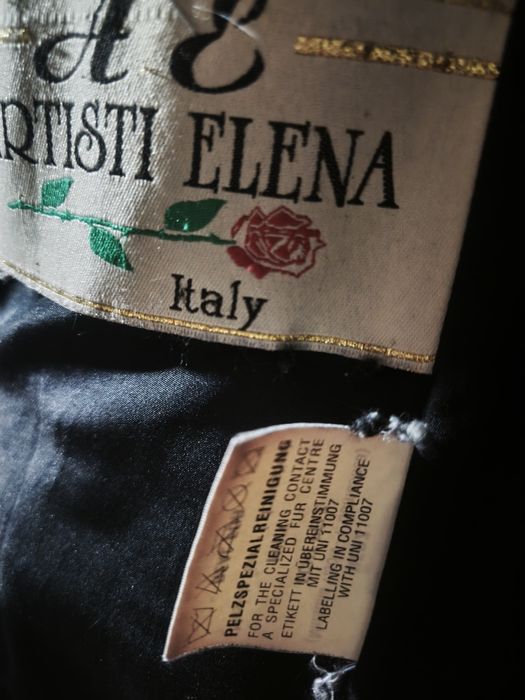 A E
RTISTI ELENA
Italy
PELZSPEZIALREINIGUNG
FOR THE CLEANING CONTACT
A SPECIALIZED FUR CENTRE
ETIKETT IN ÜBEREINSTIMMUNG
MIT UNI 11007
LABELLING IN COMPLIANCE
WITH UNI 11007